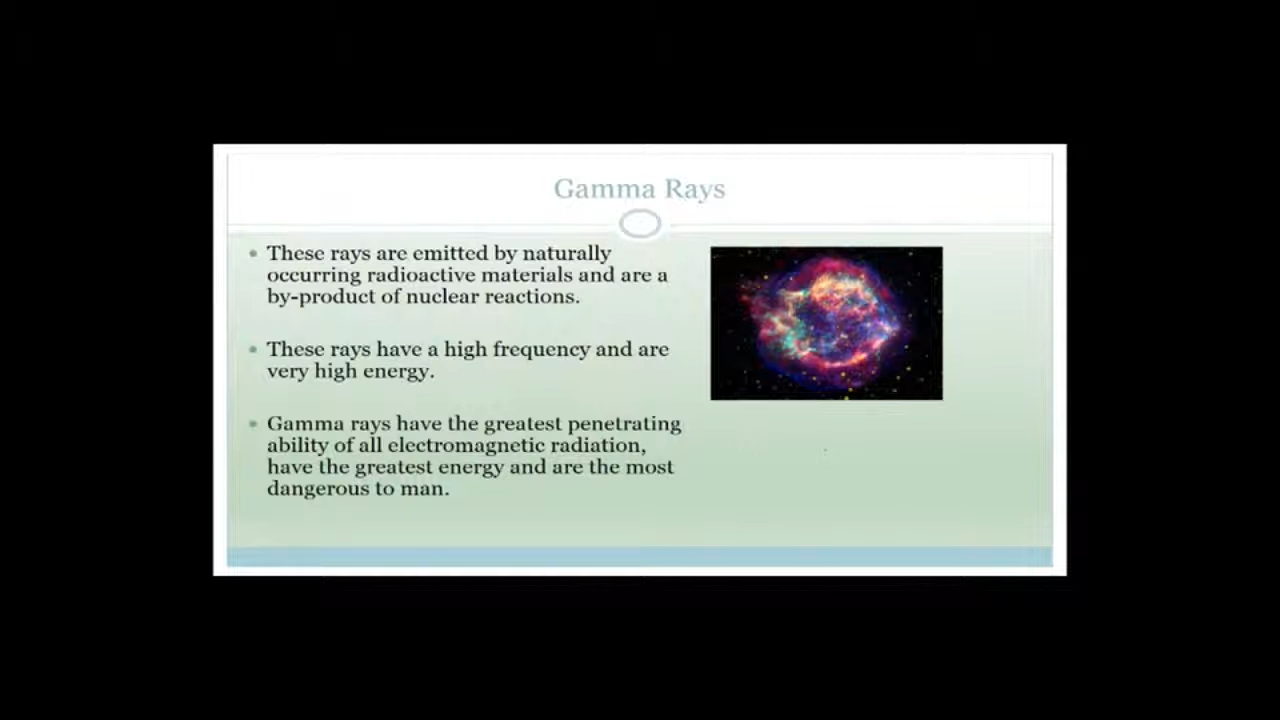 Gamma Rays
These rays are emitted by naturally
occurring radioactive materials and are a
by-product of nuclear reactions.
These rays have a high frequency and are
very high energy.
Gamma rays have the greatest penetrating
ability of all electromagnetic radiation,
have the greatest energy and are the most
dangerous to man.